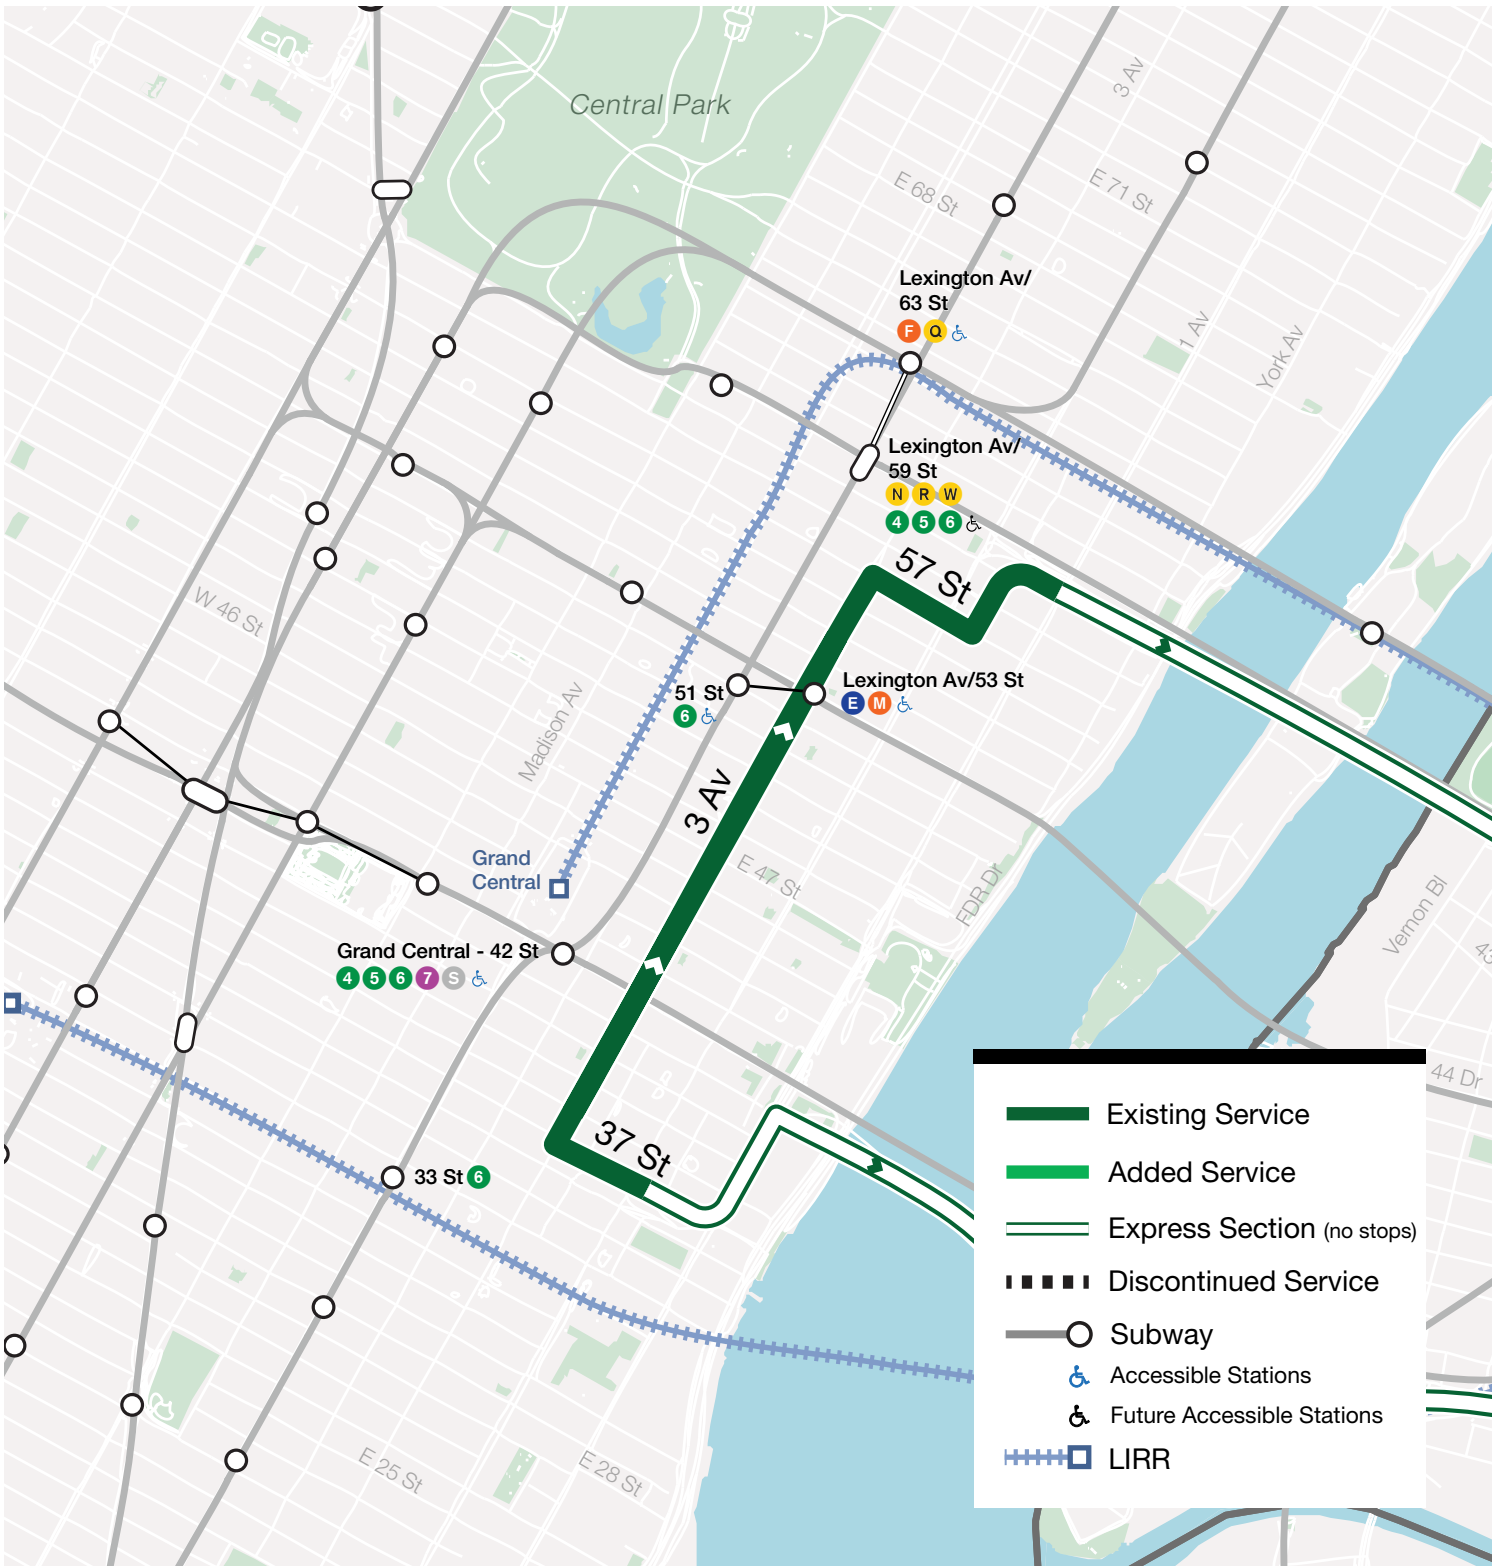 Central Park
3 Av
E 68 St
E 71 St
Lexington Av/
63 St
F Q
1 Av
York Av
Lexington Av/
59 St
N R W
4 5 6
57 St
W 46 St
Madison Av
51 St
6
Lexington Av/53 St
E M
3 Av
Grand
Central
E 47 St
FDR Dr
Vernon Bl
43
Grand Central - 42 St
4 5 6 7 S
44 Dr
37 St
33 St 6
E 25 St
E 28 St
Existing Service
Added Service
Express Section (no stops)
Discontinued Service
Subway
Accessible Stations
Future Accessible Stations
LIRR